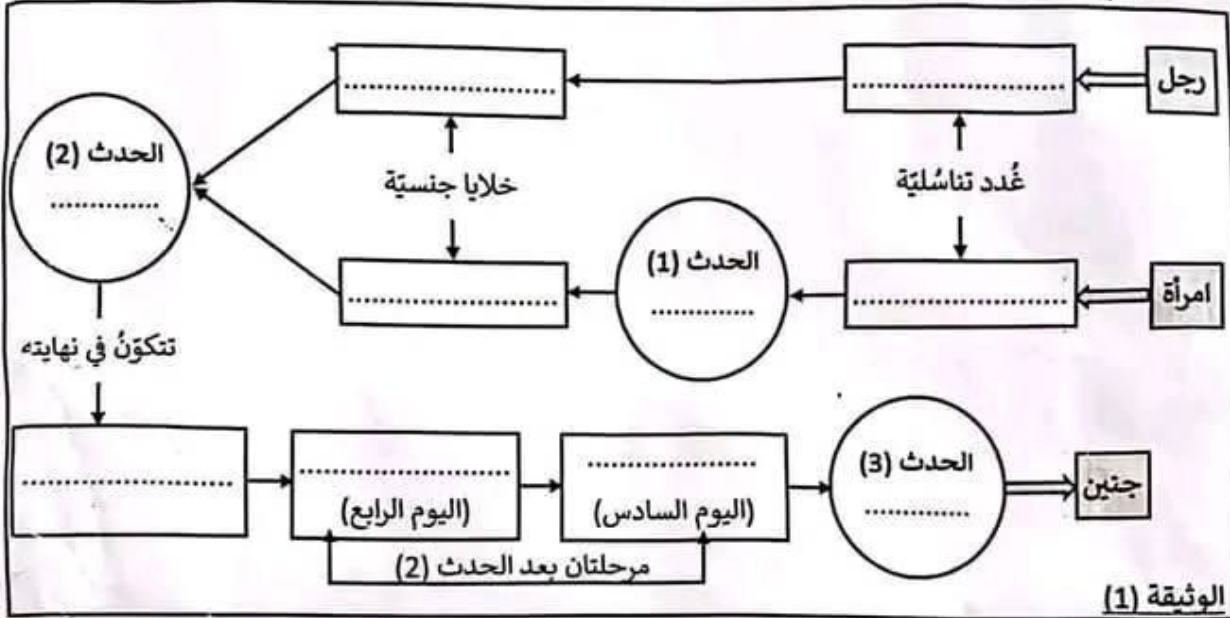 رجل
....................
....................
الحدث (2)
....................
غُدد تناسُليّة
خلايا جنسيّة
امرأة
....................
الحدث (1)
....................
....................
تتكوّنُ في نهايته
....................
....................
(اليوم الرابع)
....................
(اليوم السادس)
الحدث (3)
....................
جنين
مرحلتان بعد الحدث (2)
الوثيقة (1)